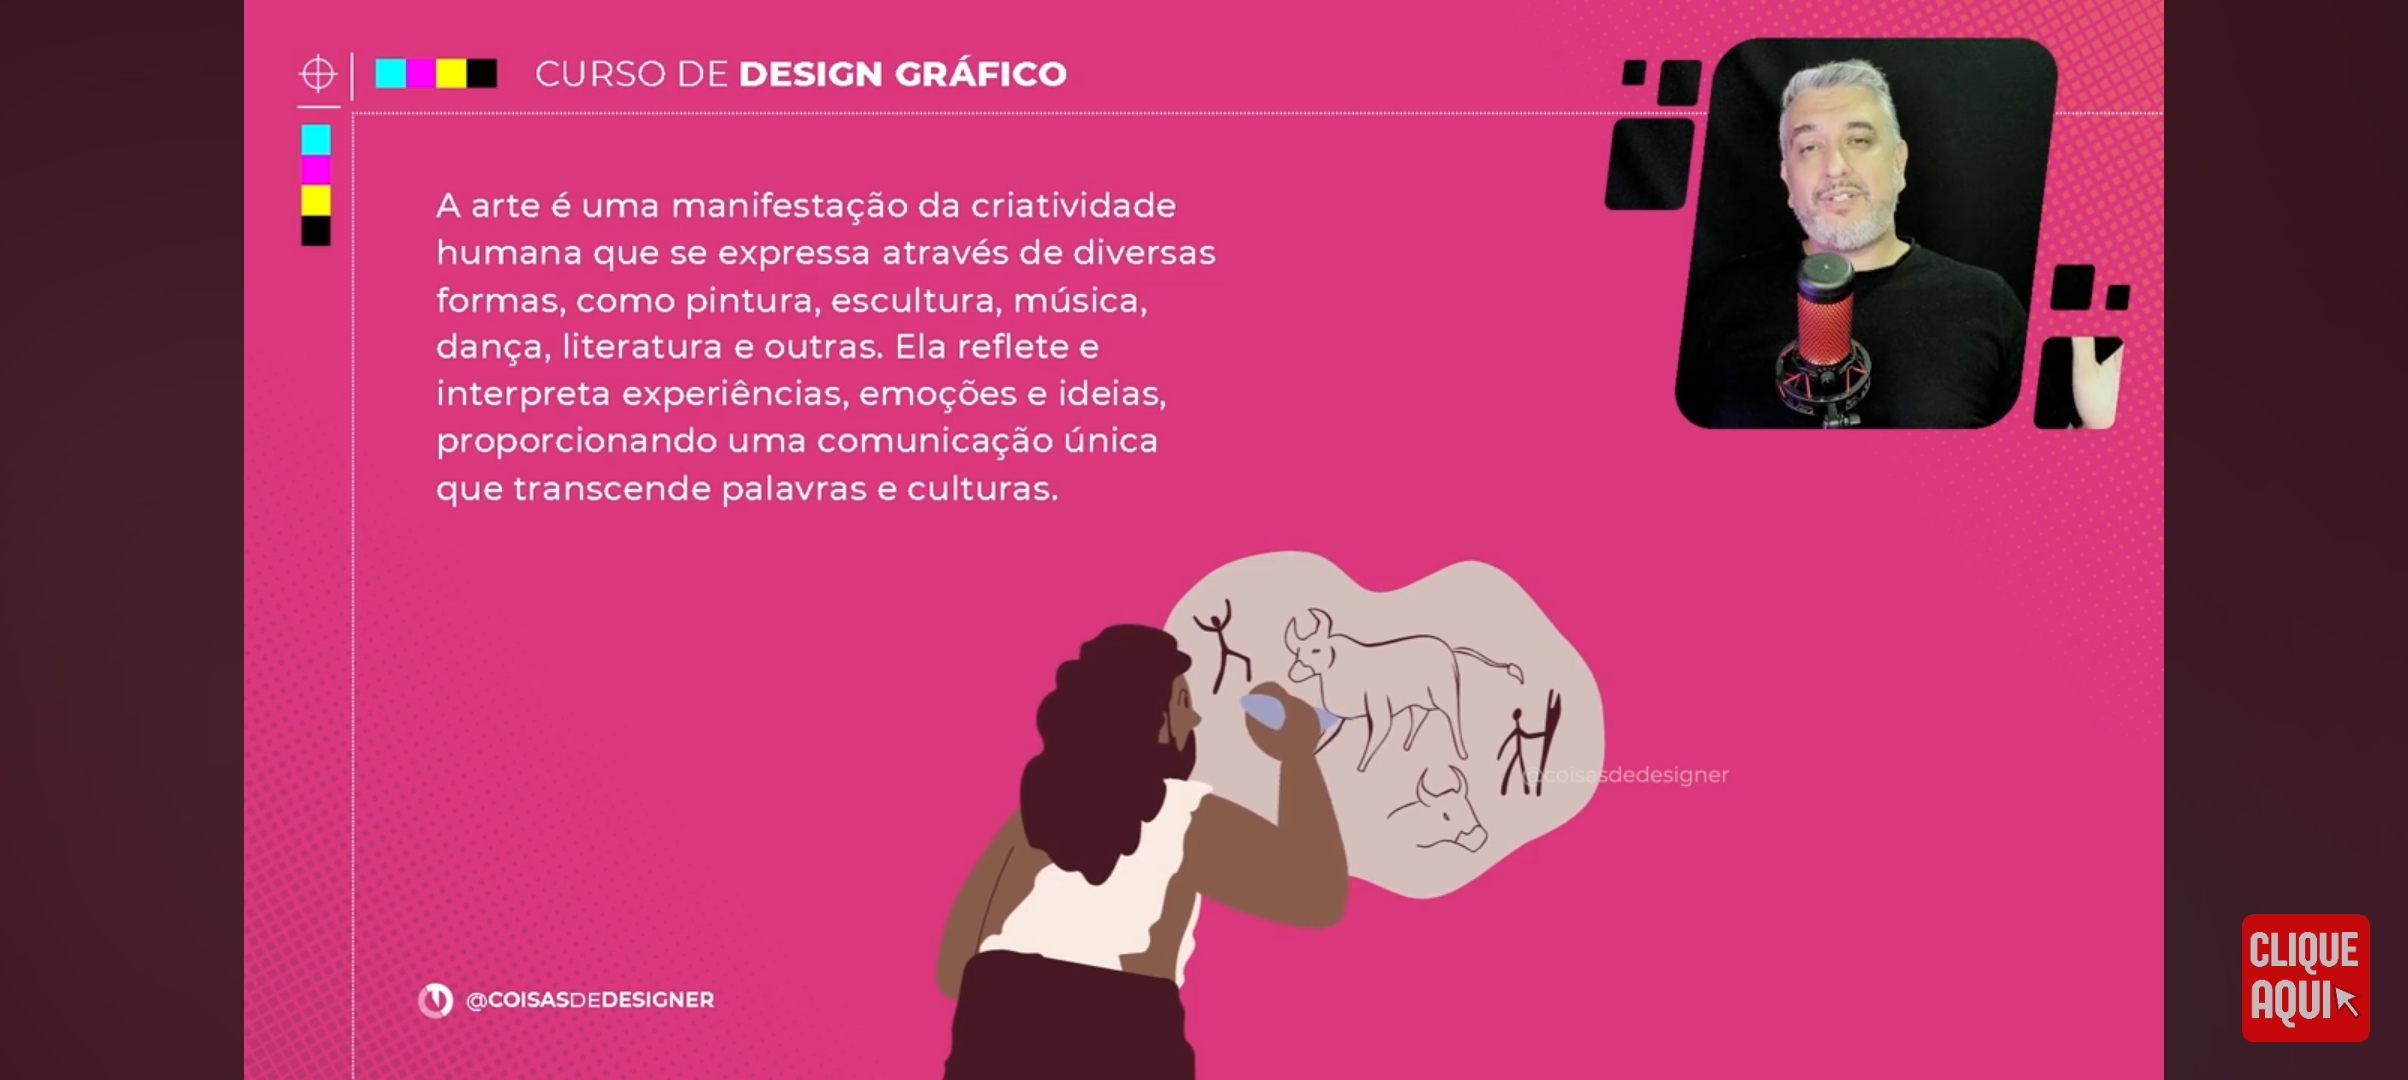 CURSO DE DESIGN GRÁFICO
A arte é uma manifestação da criatividade
humana que se expressa através de diversas
formas, como pintura, escultura, música,
dança, literatura e outras. Ela reflete e
interpreta experiências, emoções e ideias,
proporcionando uma comunicação única
que transcende palavras e culturas.
@coisasdedesigner
@COISASDEDESIGNER
CLIQUE
AQUI